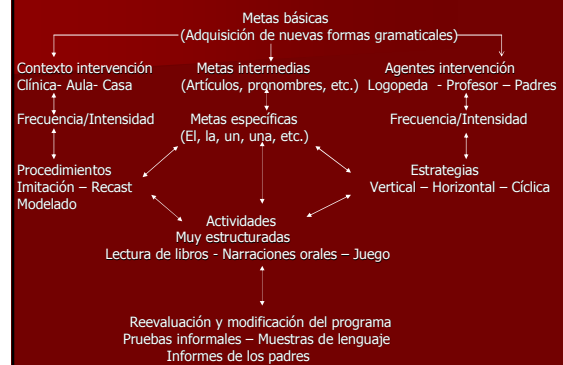 Metas básicas
(Adquisición de nuevas formas gramaticales)
Contexto intervención
Clínica- Aula- Casa
Metas intermedias
(Artículos, pronombres, etc.)
Agentes intervención
Logopeda - Profesor – Padres
Frecuencia/Intensidad
Metas específicas
(El, la, un, una, etc.)
Frecuencia/Intensidad
Procedimientos
Imitación – Recast
Modelado
Estrategias
Vertical – Horizontal – Cíclica
Actividades
Muy estructuradas
Lectura de libros - Narraciones orales – Juego
Reevaluación y modificación del programa
Pruebas informales – Muestras de lenguaje
Informes de los padres